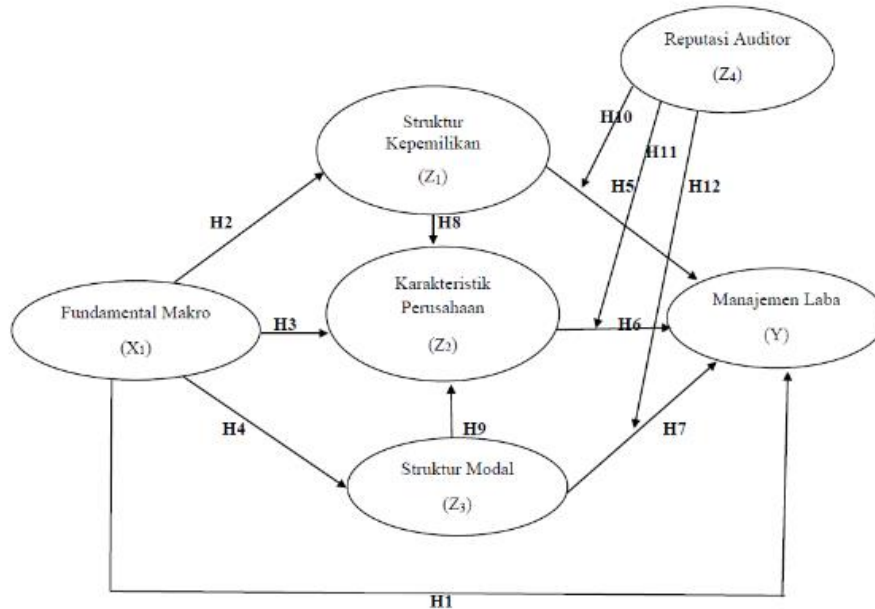 Reputasi Auditor
(Z₄)
Struktur
Kepemilikan
(Z₁)
H10
H11
H5
H12
H2
H8
Karakteristik
Perusahaan
(Z₂)
Fundamental Makro
(X₁)
H3
H6
Manajemen Laba
(Y)
H4
H9
H7
Struktur Modal
(Z₃)
H1